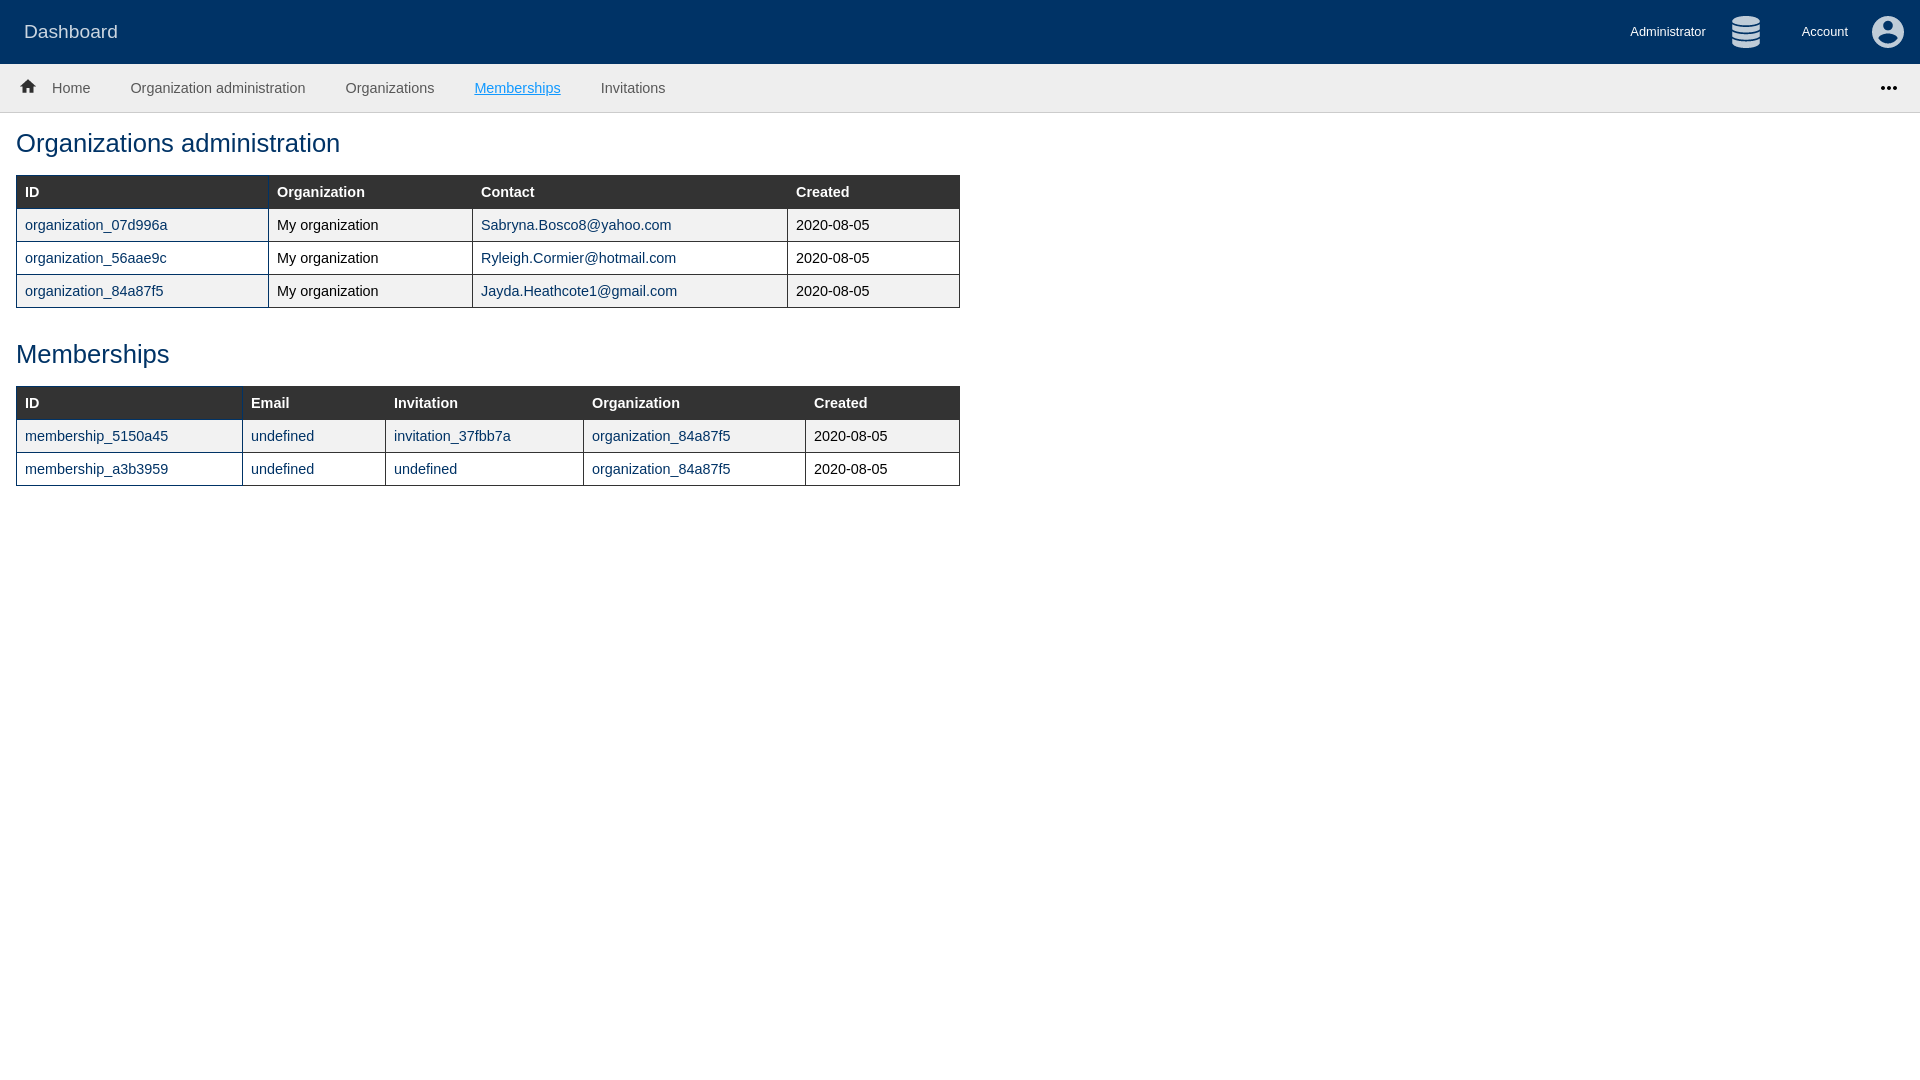 Dashboard Administrator Account
Home Organization administration Organizations Memberships Invitations
Organizations administration
ID Organization Contact Created
organization_07d996a My organization Sabryna.Bosco8@yahoo.com 2020-08-05
organization_56aae9c My organization Ryleigh.Cormier@hotmail.com 2020-08-05
organization_84a87f5 My organization Jayda.Heathcote1@gmail.com 2020-08-05
Memberships
ID Email Invitation Organization Created
membership_5150a45 undefined invitation_37fbb7a organization_84a87f5 2020-08-05
membership_a3b3959 undefined undefined organization_84a87f5 2020-08-05